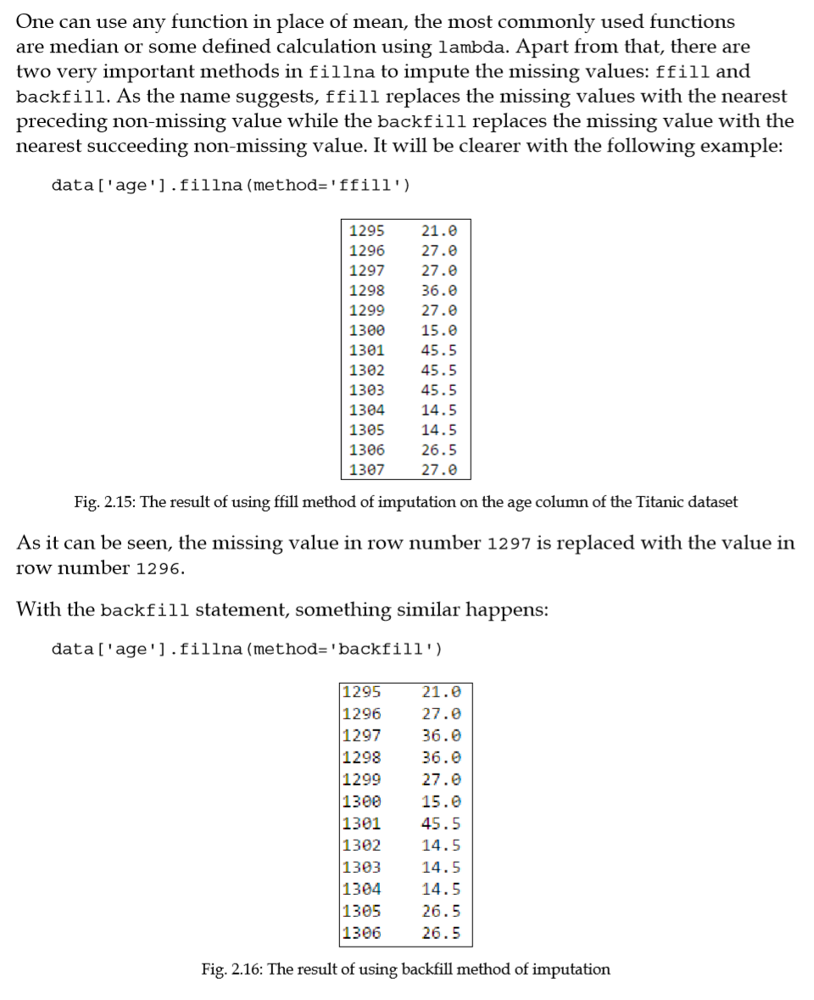 One can use any function in place of mean, the most commonly used functions
are median or some defined calculation using lambda. Apart from that, there are
two very important methods in fillna to impute the missing values: ffill and
backfill. As the name suggests, ffill replaces the missing values with the nearest
preceding non-missing value while the backfill replaces the missing value with the
nearest succeeding non-missing value. It will be clearer with the following example:
data['age'].fillna(method='ffill')
1295 21.0
1296 27.0
1297 27.0
1298 36.0
1299 27.0
1300 15.0
1301 45.5
1302 45.5
1303 45.5
1304 14.5
1305 14.5
1306 26.5
1307 27.0
Fig. 2.15: The result of using ffill method of imputation on the age column of the Titanic dataset
As it can be seen, the missing value in row number 1297 is replaced with the value in
row number 1296.
With the backfill statement, something similar happens:
data['age'].fillna(method='backfill')
1295 21.0
1296 27.0
1297 36.0
1298 36.0
1299 27.0
1300 15.0
1301 45.5
1302 14.5
1303 14.5
1304 14.5
1305 26.5
1306 26.5
Fig. 2.16: The result of using backfill method of imputation